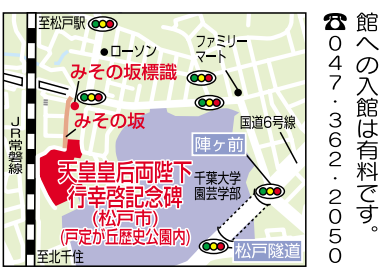 館への入館は有料です。
☎047・362・2050
至松戸駅
ローソン
ファミリー
マート
みその坂標識
みその坂
国道6号線
JR常磐線
陣ヶ前
天皇皇后両陛下
行幸啓記念碑
(松戸市)
(戸定が丘歴史公園内)
千葉大学
園芸学部
松戸隧道
至北千住